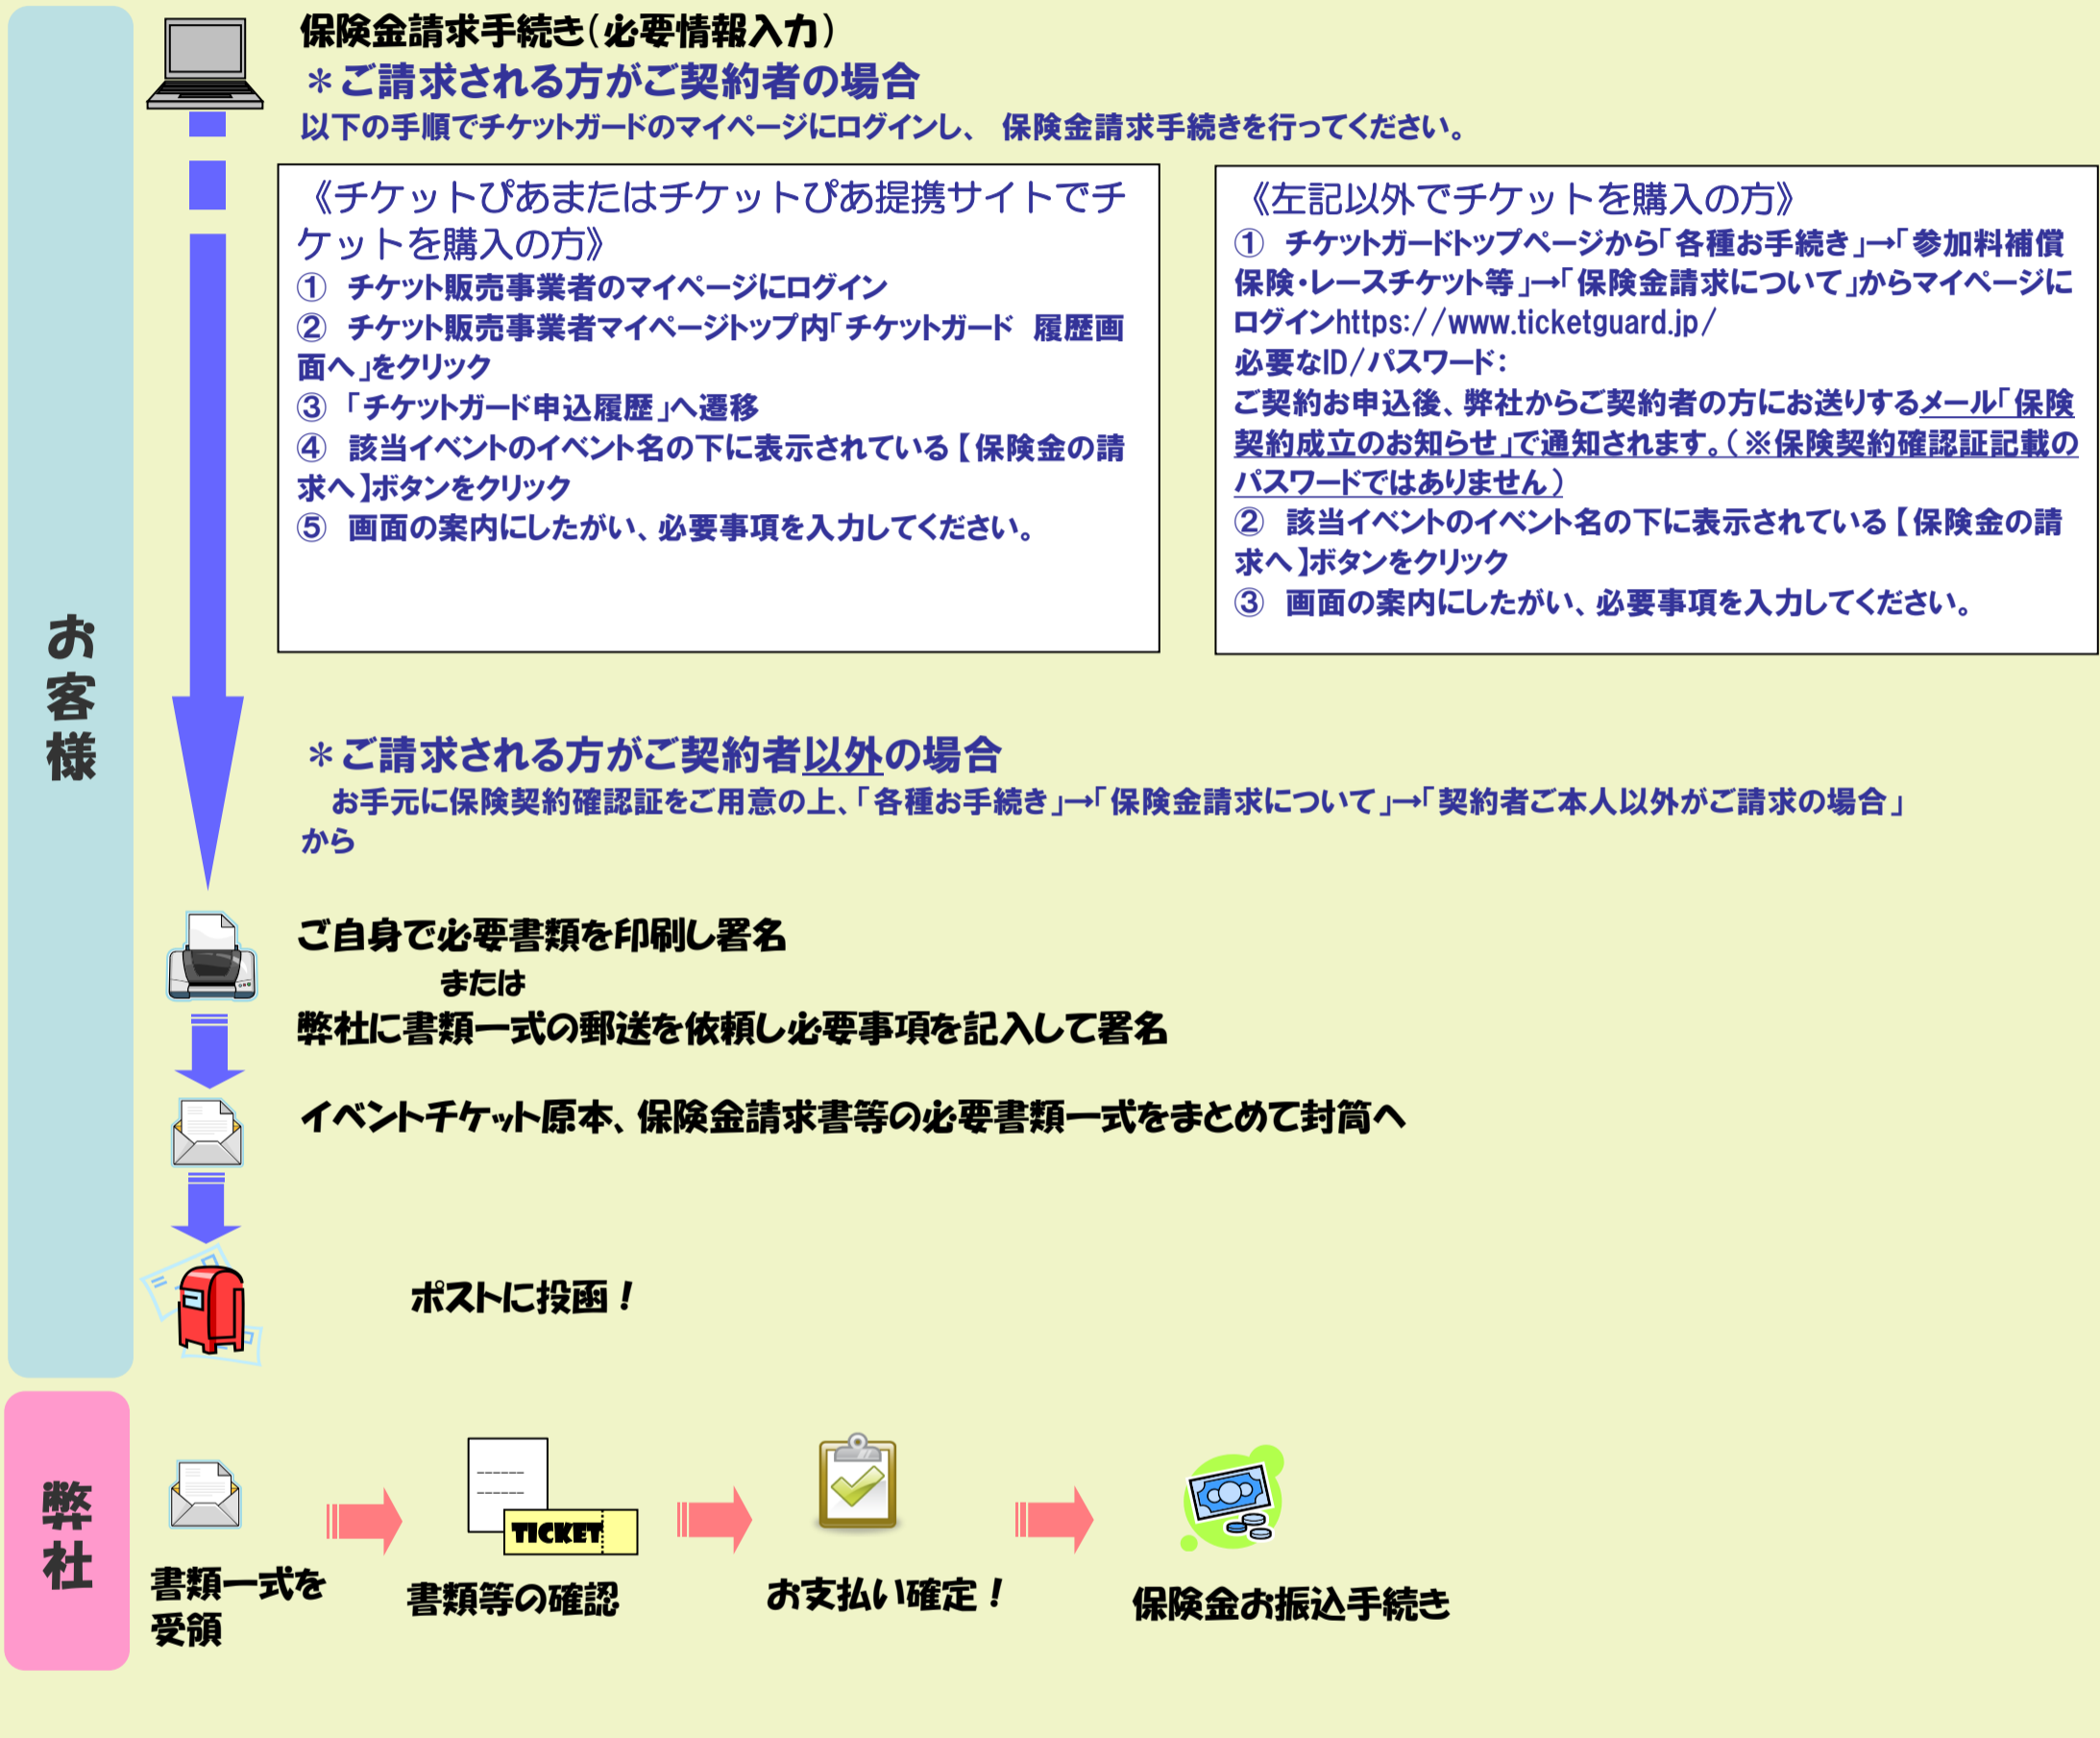 お客様
保険金請求手続き(必要情報入力)
＊ご請求される方がご契約者の場合
以下の手順でチケットガードのマイページにログインし、 保険金請求手続きを行ってください。
《チケットぴあまたはチケットぴあ提携サイトでチ
ケットを購入の方》
①　チケット販売事業者のマイページにログイン
②　チケット販売事業者マイページトップ内「チケットガード　履歴画
面へ」をクリック
③　「チケットガード申込履歴」へ遷移
④　該当イベントのイベント名の下に表示されている【保険金の請
求へ】ボタンをクリック
⑤　画面の案内にしたがい、必要事項を入力してください。
《左記以外でチケットを購入の方》
①　チケットガードトップページから「各種お手続き」→「参加料補償
保険・レースチケット等」→「保険金請求について」からマイページに
ログインhttps://www.ticketguard.jp/
必要なID/パスワード：
ご契約お申込後、弊社からご契約者の方にお送りするメール「保険
契約成立のお知らせ」で通知されます。（※保険契約確認証記載の
パスワードではありません）
②　該当イベントのイベント名の下に表示されている【保険金の請
求へ】ボタンをクリック
③　画面の案内にしたがい、必要事項を入力してください。
＊ご請求される方がご契約者以外の場合
お手元に保険契約確認証をご用意の上、「各種お手続き」→「保険金請求について」→「契約者ご本人以外がご請求の場合」
から
ご自身で必要書類を印刷し署名
または
弊社に書類一式の郵送を依頼し必要事項を記入して署名
イベントチケット原本、保険金請求書等の必要書類一式をまとめて封筒へ
ポストに投函！
弊社
TICKET
書類一式を
受領
書類等の確認
お支払い確定！
保険金お振込手続き